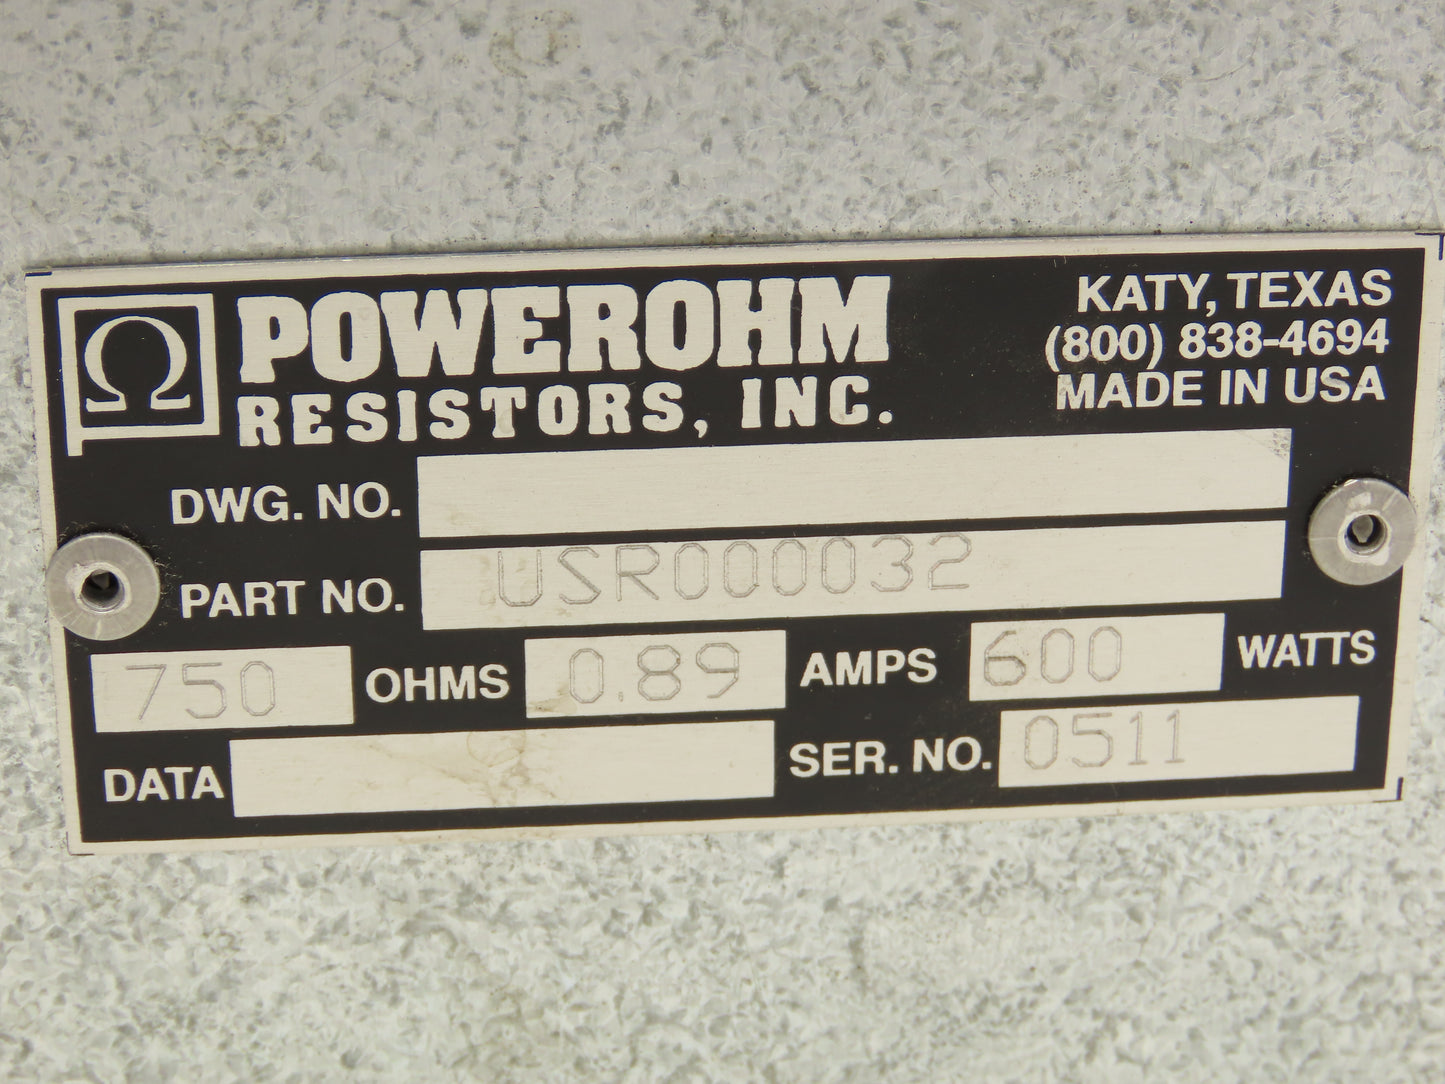 Ω POWEROHM
RESISTORS, INC.
KATY, TEXAS
(800) 838-4694
MADE IN USA
DWG. NO.
PART NO. USR000032
750 OHMS 0.89 AMPS 600 WATTS
DATA SER. NO. 0511